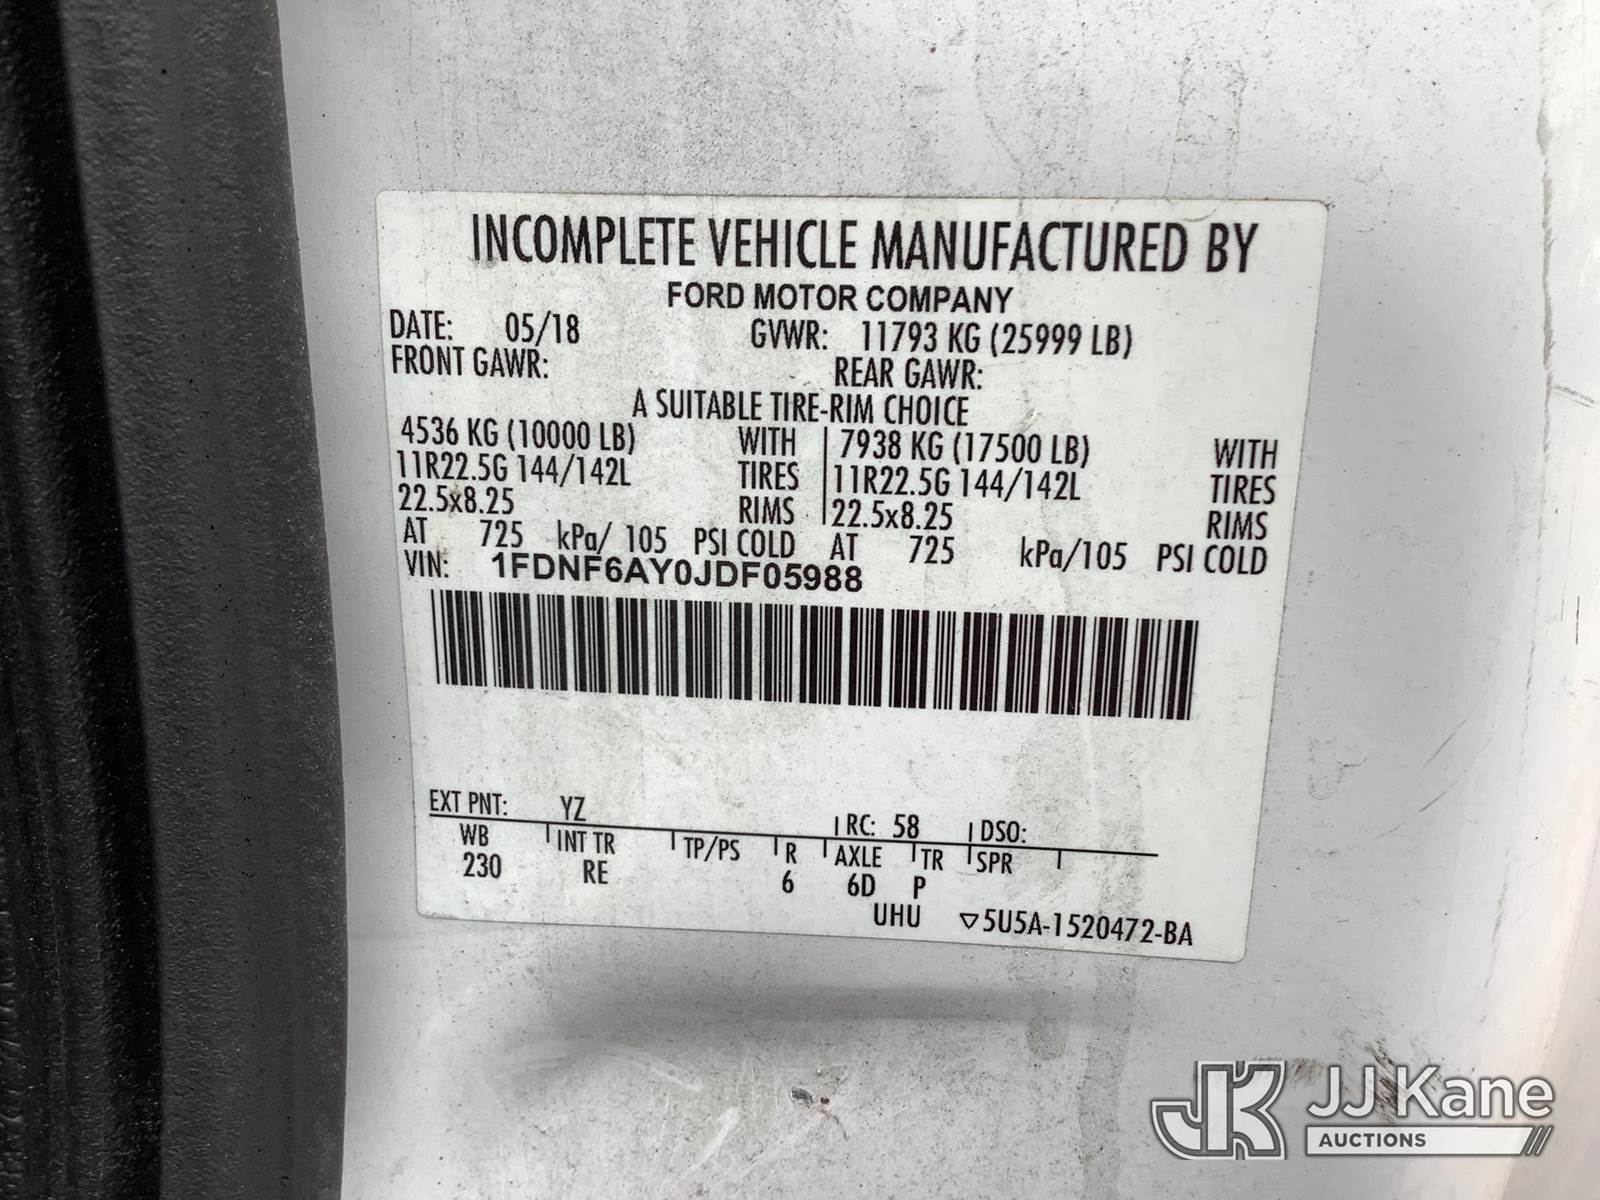 INCOMPLETE VEHICLE MANUFACTURED BY
FORD MOTOR COMPANY
DATE: 05/18 GVWR: 11793 KG (25999 LB)
FRONT GAWR: REAR GAWR:
A SUITABLE TIRE-RIM CHOICE
4536 KG (10000 LB) WITH 7938 KG (17500 LB) WITH
11R22.5G 144/142L TIRES 11R22.5G 144/142L TIRES
22.5x8.25 RIMS 22.5x8.25 RIMS
AT 725 kPa/ 105 PSI COLD AT 725 kPa/105 PSI COLD
VIN: 1FDNF6AY0JDF05988
EXT PNT: YZ RC: 58 DSO:
WB INT TR TP/PS R AXLE TR SPR
230 RE 6 6D P
UHU ▽5U5A-1520472-BA
JK JJ Kane
AUCTIONS